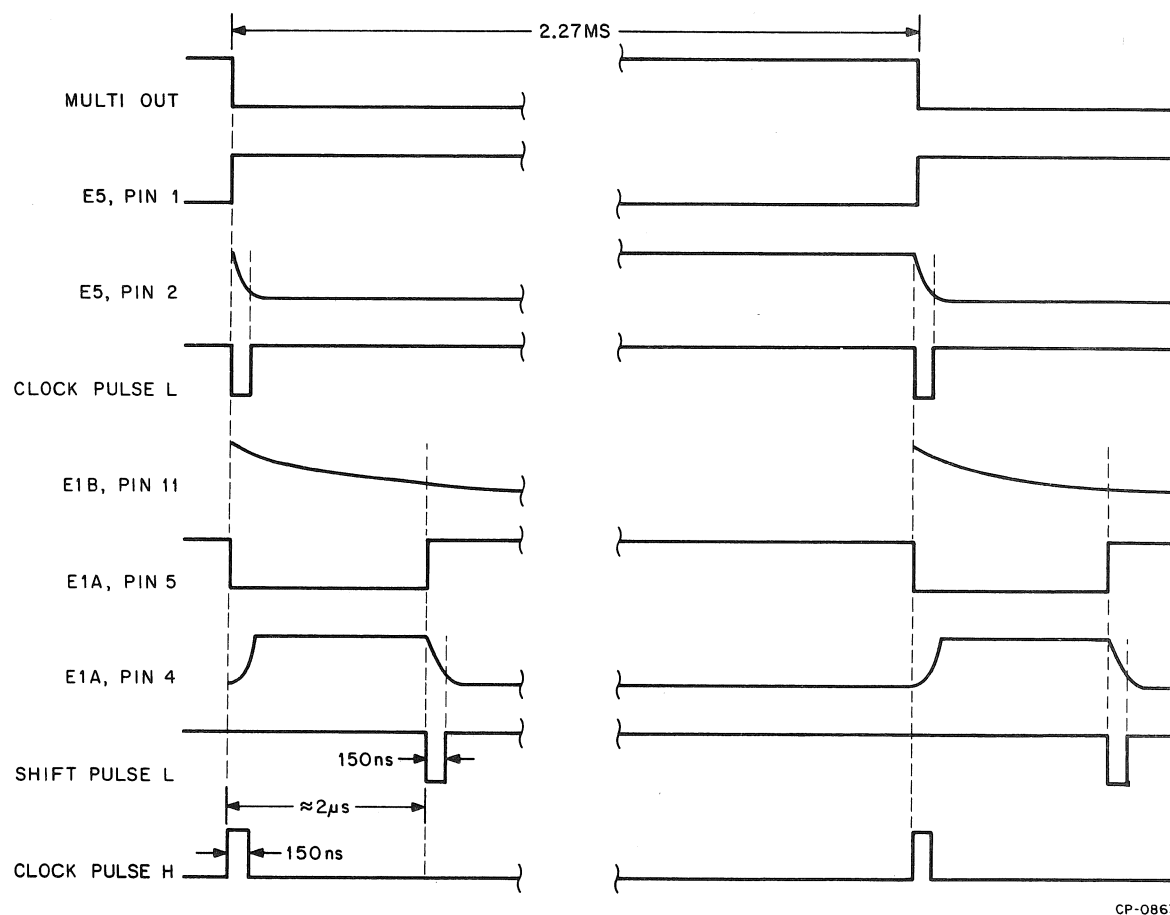 2.27MS
MULTI OUT
E5, PIN 1
E5, PIN 2
CLOCK PULSE L
E1B, PIN 11
E1A, PIN 5
E1A, PIN 4
SHIFT PULSE L
150ns
≈2µs
CLOCK PULSE H
150ns